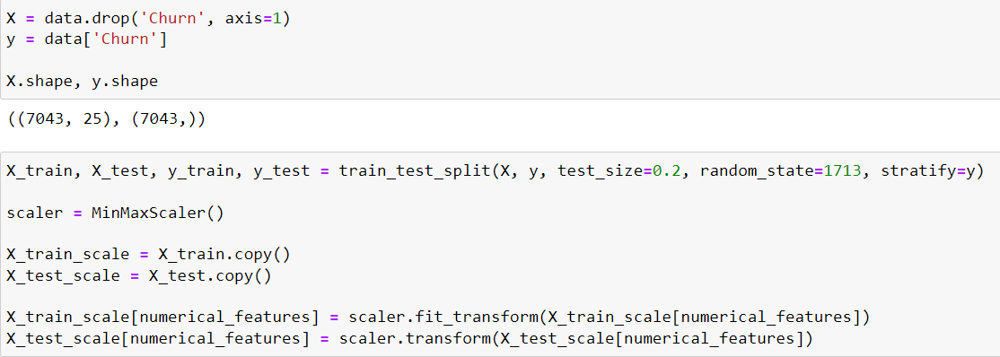 X = data.drop('Churn', axis=1)
y = data['Churn']
X.shape, y.shape
((7043, 25), (7043,))
X_train, X_test, y_train, y_test = train_test_split(X, y, test_size=0.2, random_state=1713, stratify=y)
scaler = MinMaxScaler()
X_train_scale = X_train.copy()
X_test_scale = X_test.copy()
X_train_scale[numerical_features] = scaler.fit_transform(X_train_scale[numerical_features])
X_test_scale[numerical_features] = scaler.transform(X_test_scale[numerical_features])